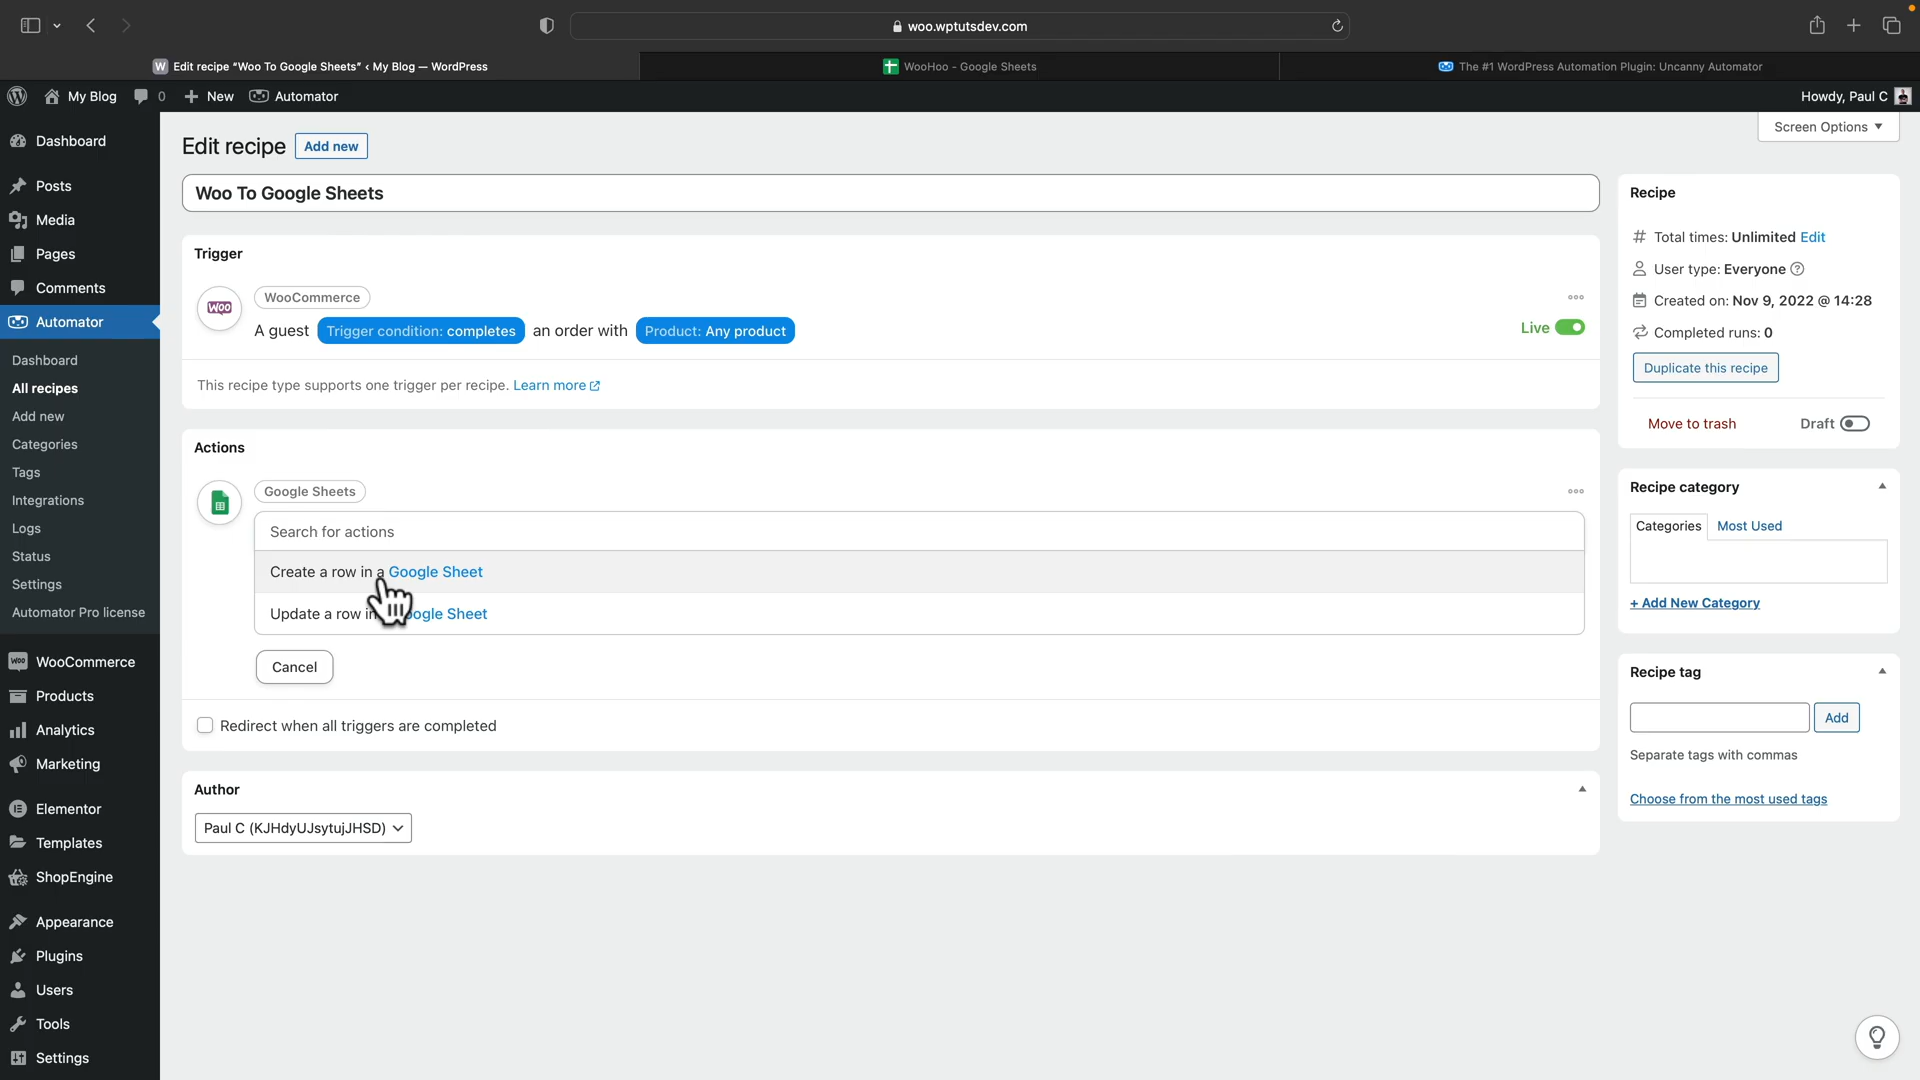 woo.wptutsdev.com
Edit recipe “Woo To Google Sheets” ‹ My Blog — WordPress
WooHoo - Google Sheets
The #1 WordPress Automation Plugin: Uncanny Automator
My Blog
0
New
Automator
Howdy, Paul C
Dashboard
Posts
Media
Pages
Comments
Automator
Dashboard
All recipes
Add new
Categories
Tags
Integrations
Logs
Status
Settings
Automator Pro license
WooCommerce
Products
Analytics
Marketing
Elementor
Templates
ShopEngine
Appearance
Plugins
Users
Tools
Settings
Screen Options
Edit recipe
Add new
Woo To Google Sheets
Trigger
Woo
WooCommerce
A guest Trigger condition: completes an order with Product: Any product
Live
This recipe type supports one trigger per recipe. Learn more
Actions
Google Sheets
Search for actions
Create a row in a Google Sheet
Update a row in oogle Sheet
Cancel
Redirect when all triggers are completed
Author
Paul C (KJHdyUJsytujJHSD)
Recipe
Total times: Unlimited Edit
User type: Everyone
Created on: Nov 9, 2022 @ 14:28
Completed runs: 0
Duplicate this recipe
Move to trash
Draft
Recipe category
Categories
Most Used
+ Add New Category
Recipe tag
Add
Separate tags with commas
Choose from the most used tags